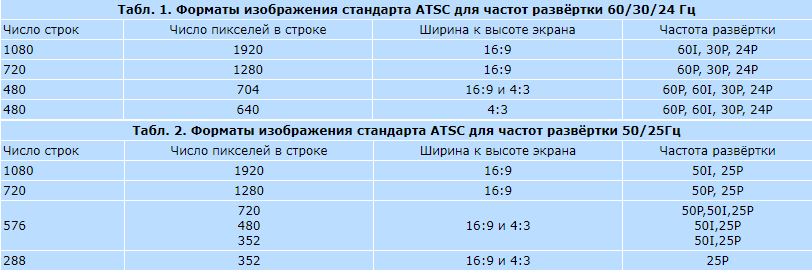 Табл. 1. Форматы изображения стандарта ATSC для частот развёртки 60/30/24 Гц
Число строк Число пикселей в строке Ширина к высоте экрана Частота развёртки
1080 1920 16:9 60I, 30P, 24P
720 1280 16:9 60P, 30P, 24P
480 704 16:9 и 4:3 60P, 60I, 30P, 24P
480 640 4:3 60P, 60I, 30P, 24P
Табл. 2. Форматы изображения стандарта ATSC для частот развёртки 50/25Гц
Число строк Число пикселей в строке Ширина к высоте экрана Частота развёртки
1080 1920 16:9 50I, 25P
720 1280 16:9 50P, 25P
720 50P,50I,25P
576 480 16:9 и 4:3 50I,25P
352 50I,25P
288 352 16:9 и 4:3 25P